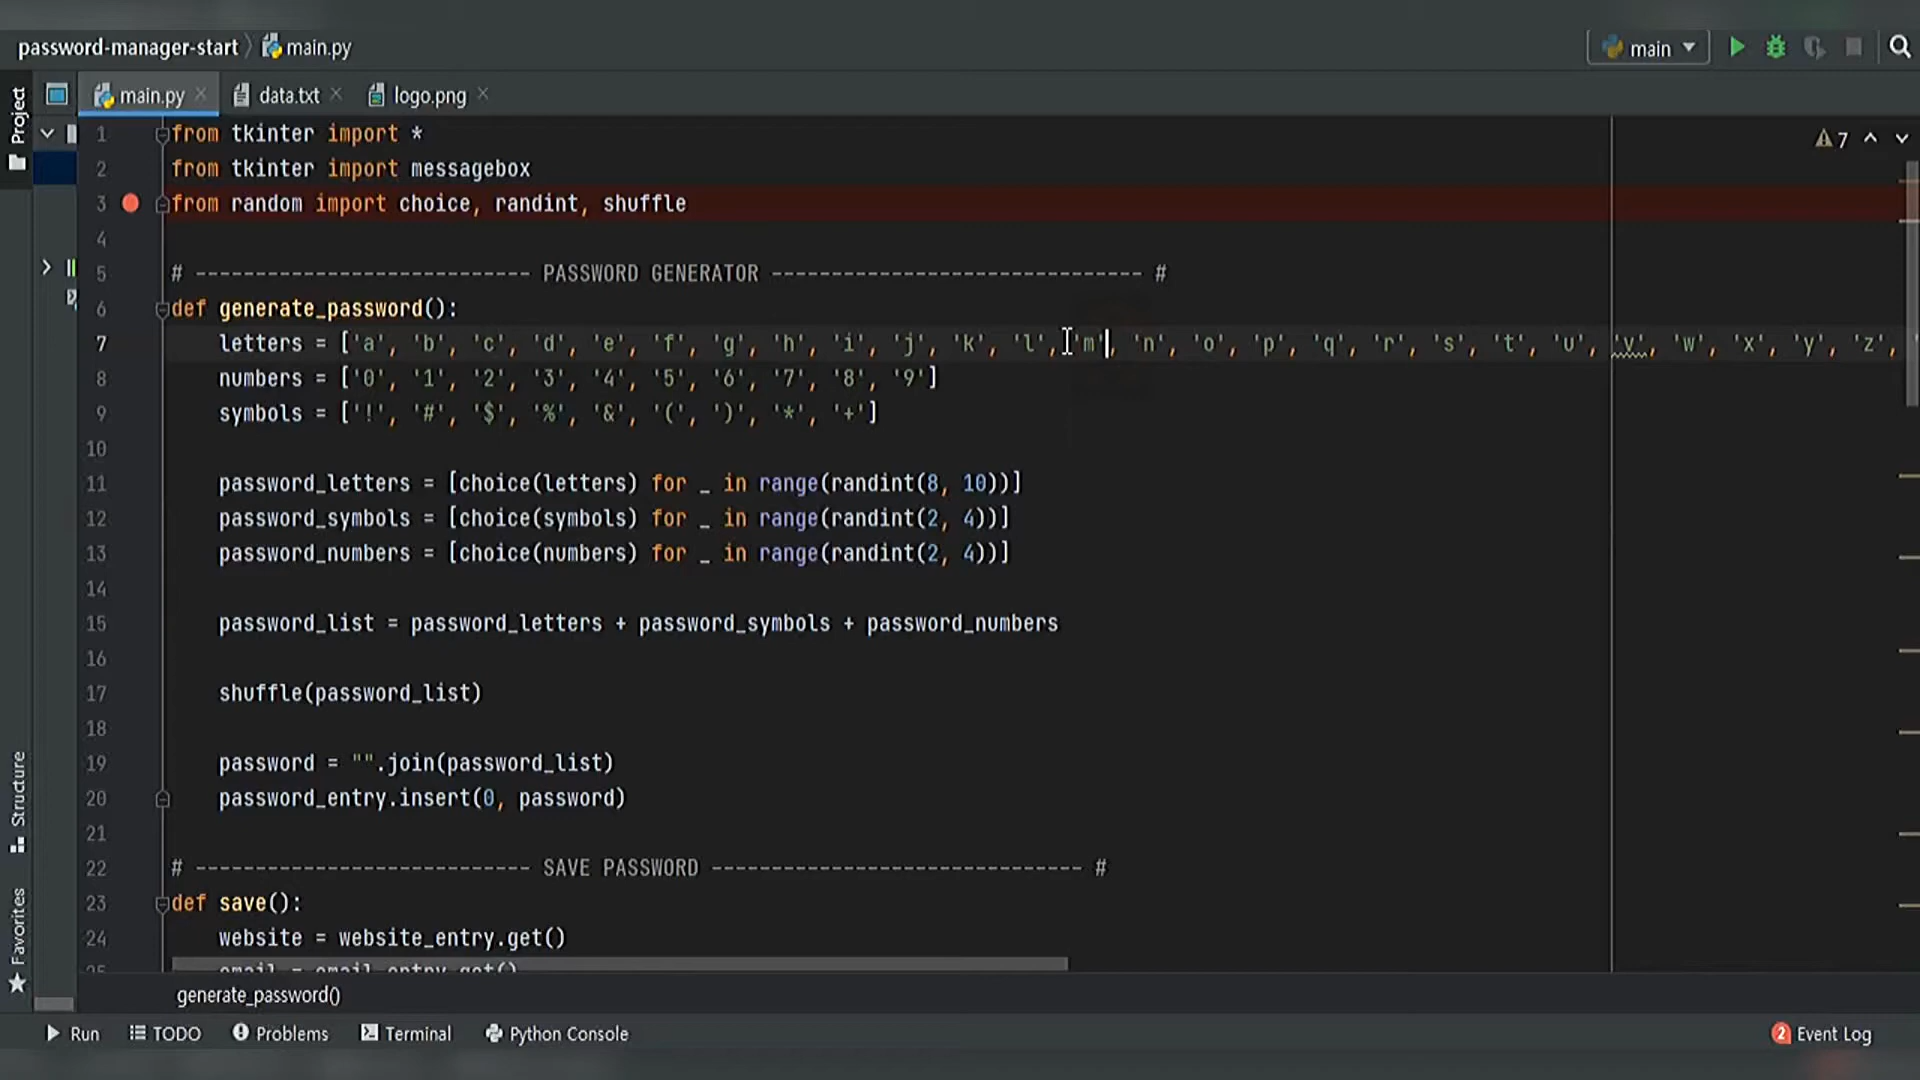 password-manager-start main.py
main
Project
main.py data.txt logo.png
7
1 from tkinter import *
2 from tkinter import messagebox
3 from random import choice, randint, shuffle
4
5 # ---------------------------- PASSWORD GENERATOR ------------------------------- #
6 def generate_password():
7 letters = ['a', 'b', 'c', 'd', 'e', 'f', 'g', 'h', 'i', 'j', 'k', 'l', 'm', 'n', 'o', 'p', 'q', 'r', 's', 't', 'u', 'v', 'w', 'x', 'y', 'z', '
8 numbers = ['0', '1', '2', '3', '4', '5', '6', '7', '8', '9']
9 symbols = ['!', '#', '$', '%', '&', '(', ')', '*', '+']
10
11 password_letters = [choice(letters) for _ in range(randint(8, 10))]
12 password_symbols = [choice(symbols) for _ in range(randint(2, 4))]
13 password_numbers = [choice(numbers) for _ in range(randint(2, 4))]
14
15 password_list = password_letters + password_symbols + password_numbers
16
17 shuffle(password_list)
18
19 password = "".join(password_list)
20 password_entry.insert(0, password)
21
22 # ---------------------------- SAVE PASSWORD ------------------------------- #
23 def save():
24 website = website_entry.get()
25 email = email_entry.get()
Structure
Favorites
generate_password()
Run TODO Problems Terminal Python Console 2 Event Log